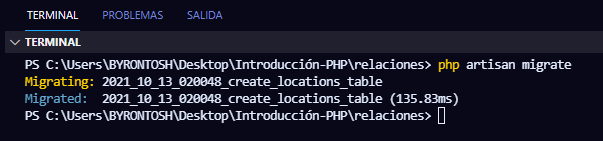 TERMINAL PROBLEMAS SALIDA
TERMINAL
PS C:\Users\BYRONTOSH\Desktop\Introducción-PHP\relaciones> php artisan migrate
Migrating: 2021_10_13_020048_create_locations_table
Migrated:  2021_10_13_020048_create_locations_table (135.83ms)
PS C:\Users\BYRONTOSH\Desktop\Introducción-PHP\relaciones>